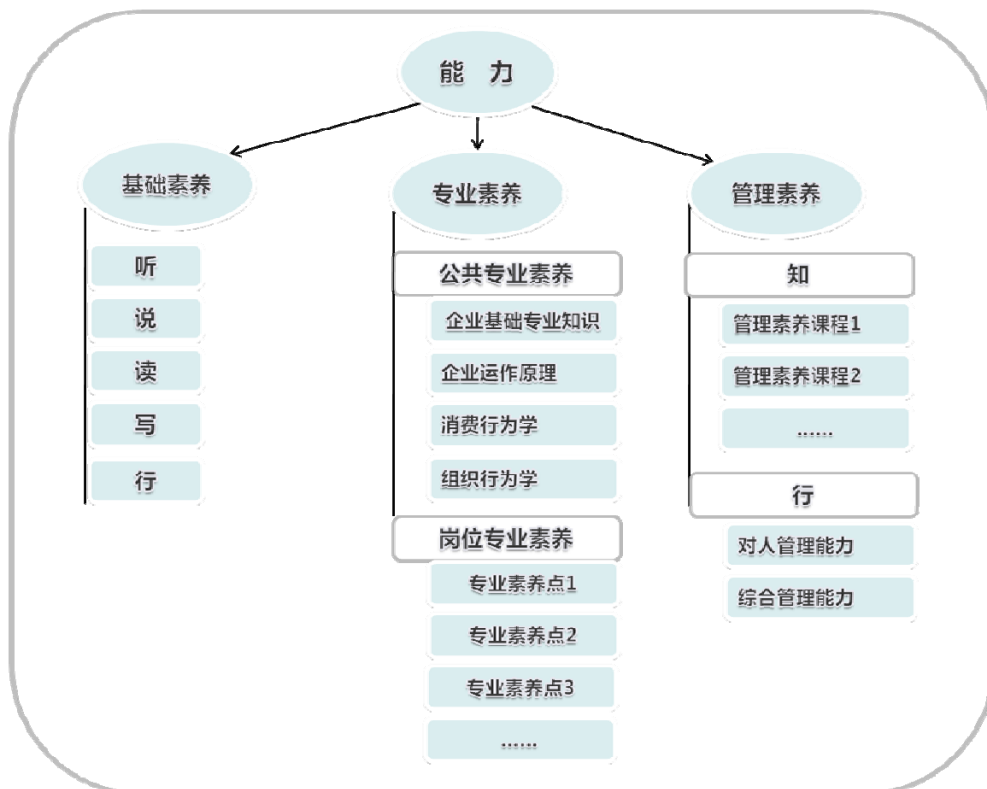 能 力
基础素养
听
说
读
写
行
专业素养
公共专业素养
企业基础专业知识
企业运作原理
消费行为学
组织行为学
岗位专业素养
专业素养点1
专业素养点2
专业素养点3
......
管理素养
知
管理素养课程1
管理素养课程2
......
行
对人管理能力
综合管理能力